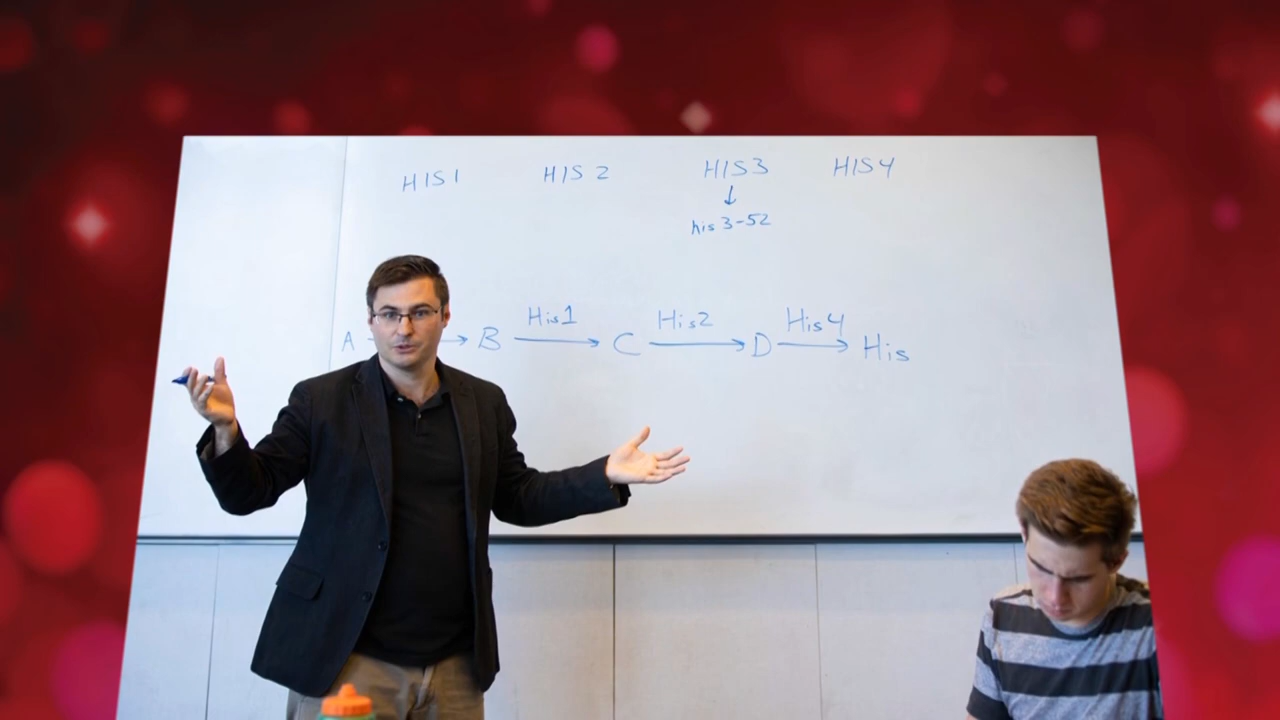 HIS1 HIS2 HIS3 HIS4
↓
his3-52
His1 His2 His4
A → B → C → D → His